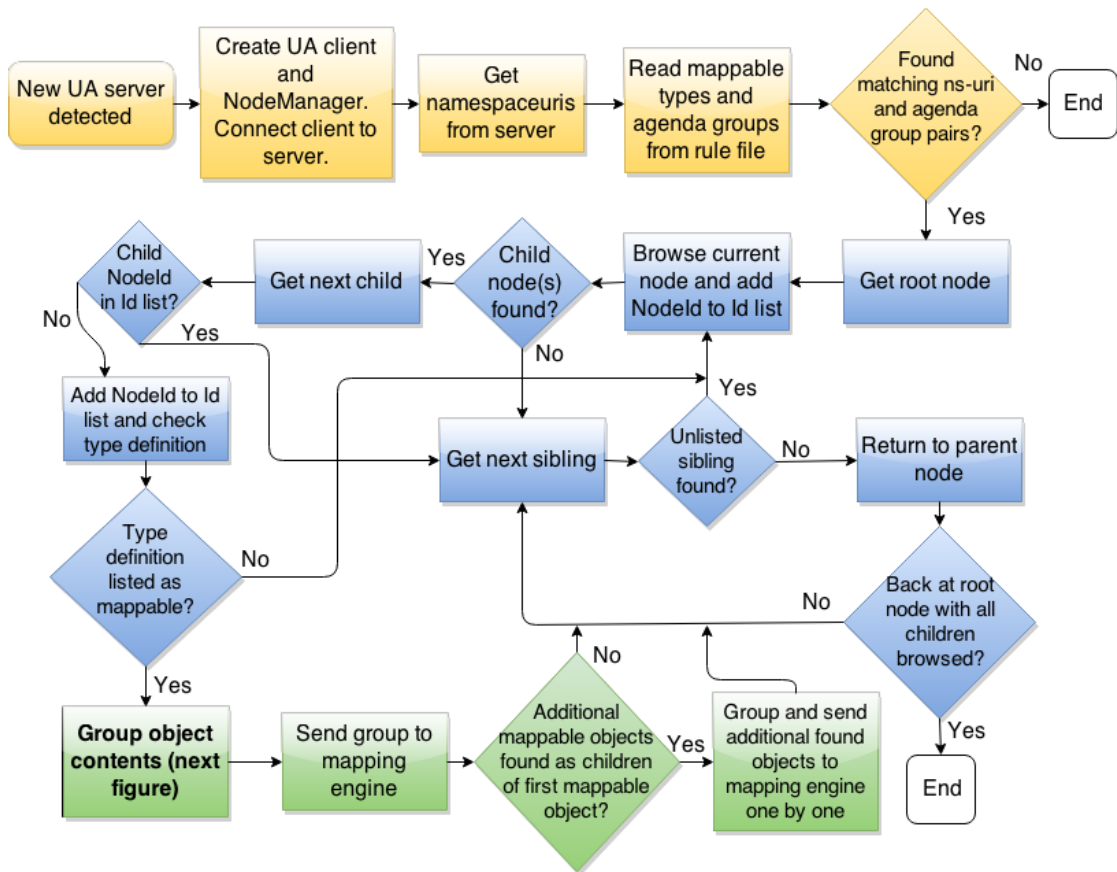 New UA server
detected
Create UA client
and
NodeManager.
Connect client to
server.
Get
namespaceuris
from server
Read mappable
types and
agenda groups
from rule file
Found
matching ns-uri
and agenda
group pairs?
No
End
Yes
Get root node
Browse current
node and add
NodeId to Id list
Child
node(s)
found?
Yes
No
Get next child
Child
NodeId
in Id list?
No
Yes
Add NodeId to Id
list and check
type definition
Get next sibling
Unlisted
sibling
found?
Yes
No
Return to parent
node
Type
definition
listed as
mappable?
No
Yes
Back at root
node with all
children
browsed?
No
Yes
End
Group object
contents (next
figure)
Send group to
mapping
engine
Additional
mappable objects
found as children
of first mappable
object?
No
Yes
Group and send
additional found
objects to
mapping engine
one by one